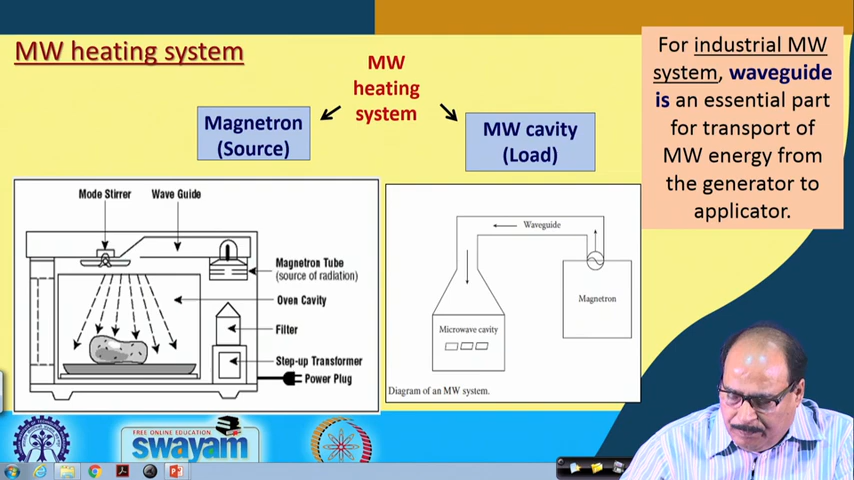 MW heating system
MW
heating
system
Magnetron
(Source)
MW cavity
(Load)
For industrial MW
system, waveguide
is an essential part
for transport of
MW energy from
the generator to
applicator.
Mode Stirrer
Wave Guide
Magnetron Tube
(source of radiation)
Oven Cavity
Filter
Step-up Transformer
Power Plug
Waveguide
Magnetron
Microwave cavity
Diagram of an MW system.
FREE ONLINE EDUCATION
swayam